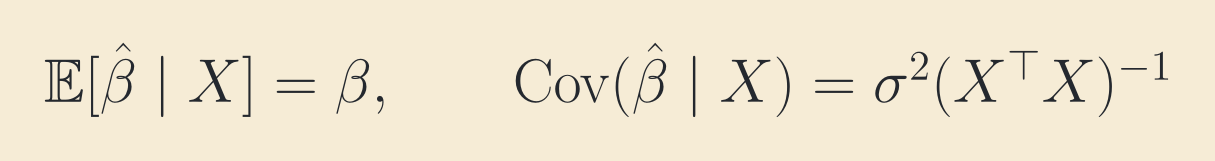 𝔼[β̂ | X] = β, Cov(β̂ | X) = σ²(X⊤X)⁻¹